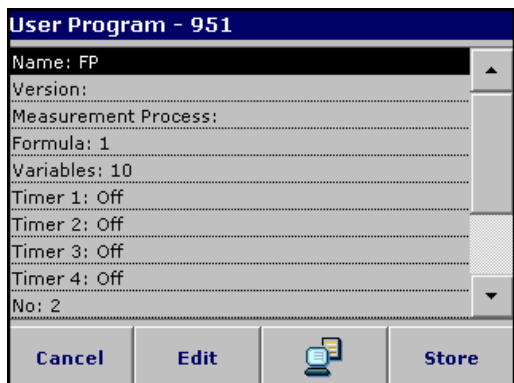 User Program - 951
Name: FP
Version:
Measurement Process:
Formula: 1
Variables: 10
Timer 1: Off
Timer 2: Off
Timer 3: Off
Timer 4: Off
No: 2
Cancel Edit Store